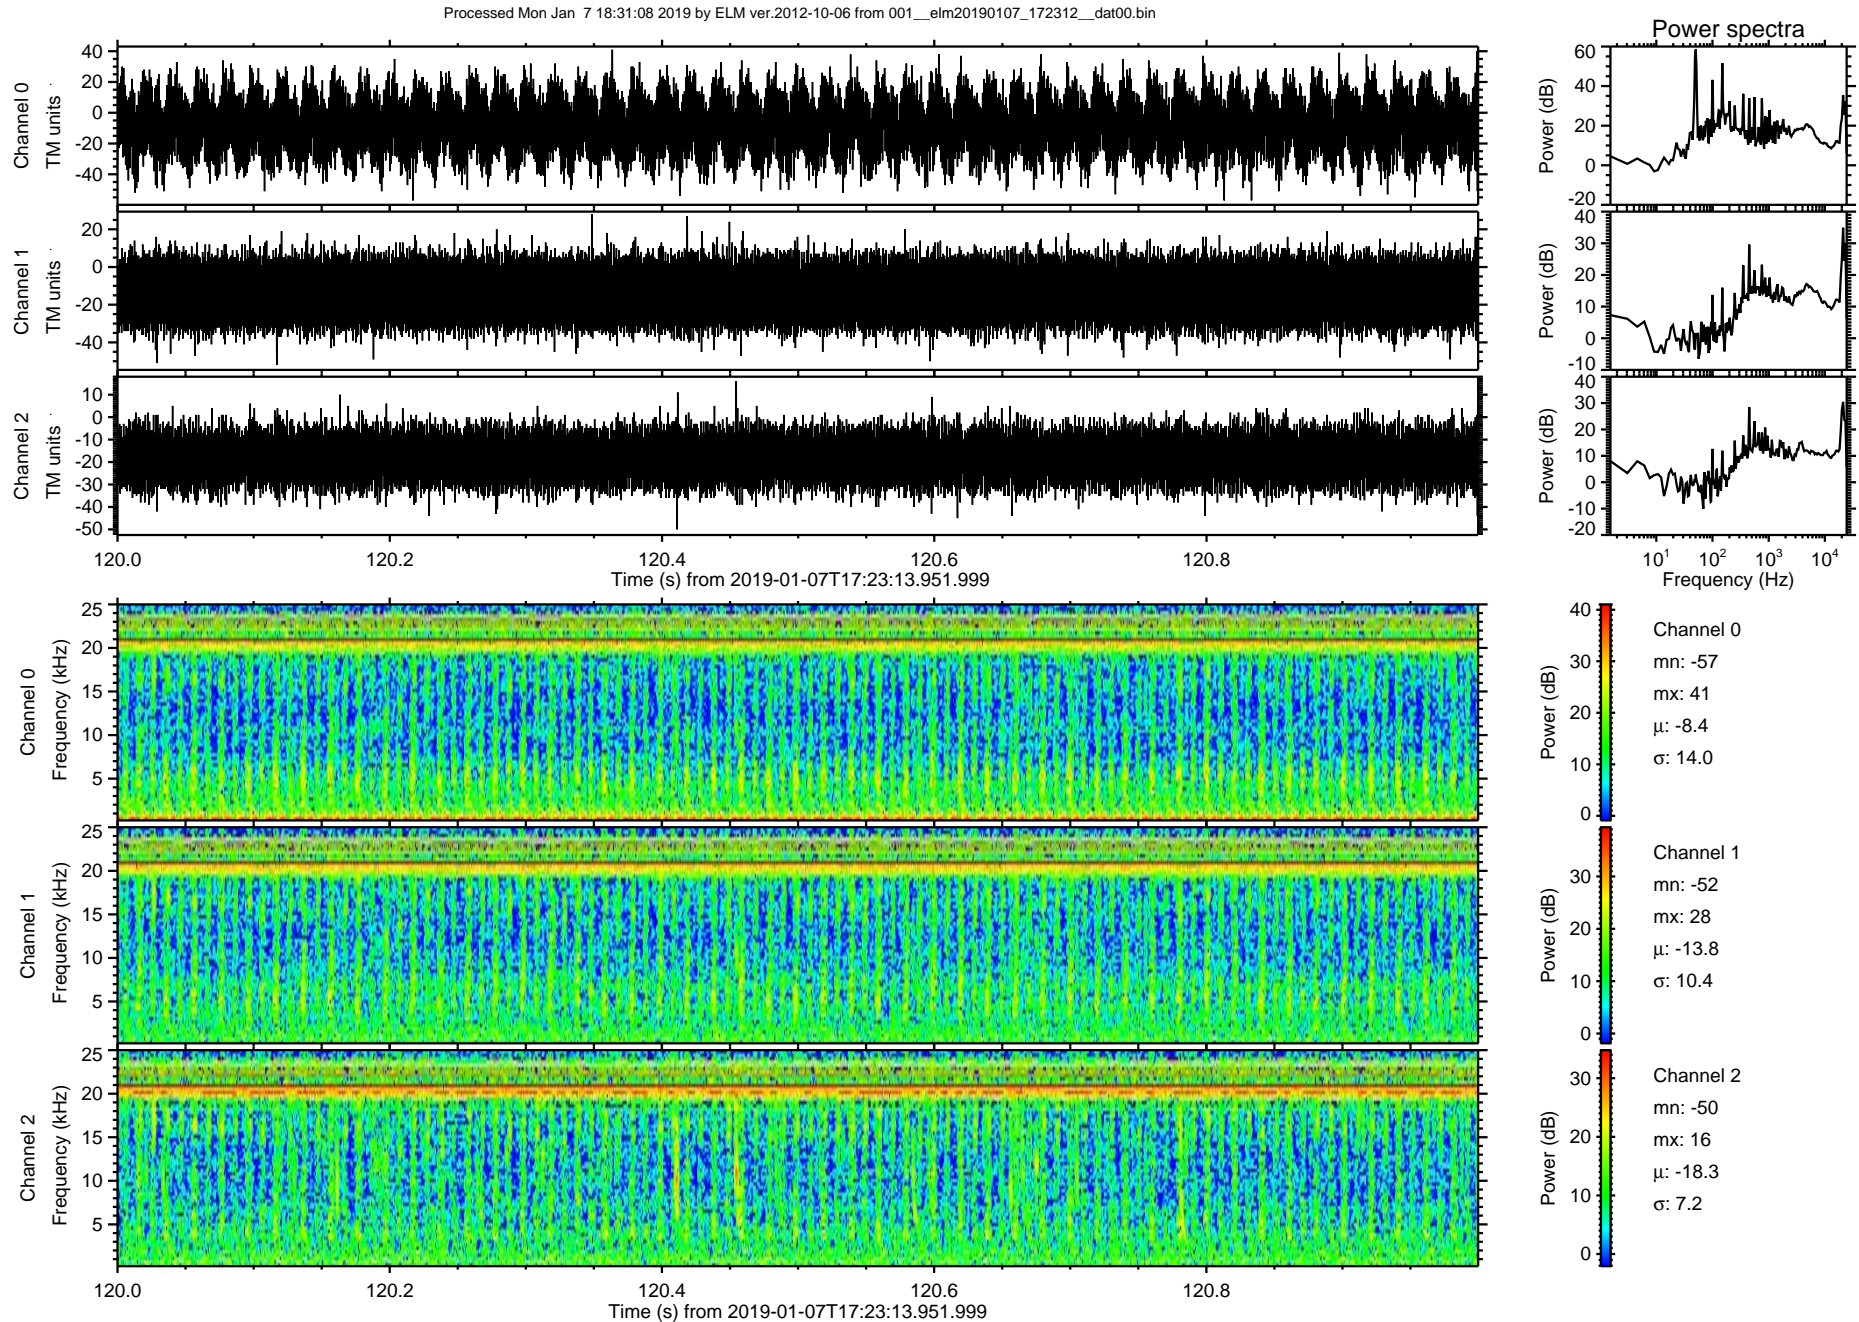 Processed Mon Jan 7 18:31:08 2019 by ELM ver.2012-10-06 from 001__elm20190107_172312__dat00.bin
Power spectra
Channel 0
TM units
40
20
0
-20
-40
Power (dB)
60
40
20
0
-20
Channel 1
TM units
20
0
-20
-40
Power (dB)
40
30
20
10
0
-10
Channel 2
TM units
10
0
-10
-20
-30
-40
-50
Power (dB)
40
30
20
10
0
-10
-20
120.0 120.2 120.4 120.6 120.8
Time (s) from 2019-01-07T17:23:13.951.999
10¹ 10² 10³ 10⁴
Frequency (Hz)
Channel 0
Frequency (kHz)
25
20
15
10
5
Power (dB)
40
30
20
10
0
Channel 0
mn: -57
mx: 41
μ: -8.4
σ: 14.0
Channel 1
Frequency (kHz)
25
20
15
10
5
Power (dB)
30
20
10
0
Channel 1
mn: -52
mx: 28
μ: -13.8
σ: 10.4
Channel 2
Frequency (kHz)
25
20
15
10
5
Power (dB)
30
20
10
0
Channel 2
mn: -50
mx: 16
μ: -18.3
σ: 7.2
120.0 120.2 120.4 120.6 120.8
Time (s) from 2019-01-07T17:23:13.951.999